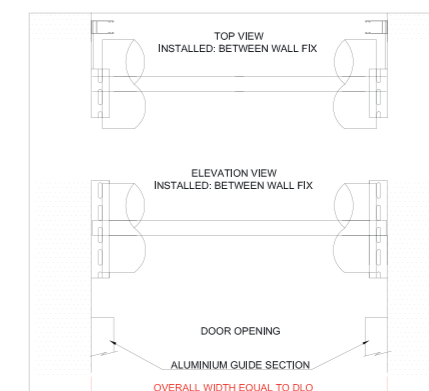 TOP VIEW
INSTALLED: BETWEEN WALL FIX
ELEVATION VIEW
INSTALLED: BETWEEN WALL FIX
DOOR OPENING
ALUMINIUM GUIDE SECTION
OVERALL WIDTH EQUAL TO DLO